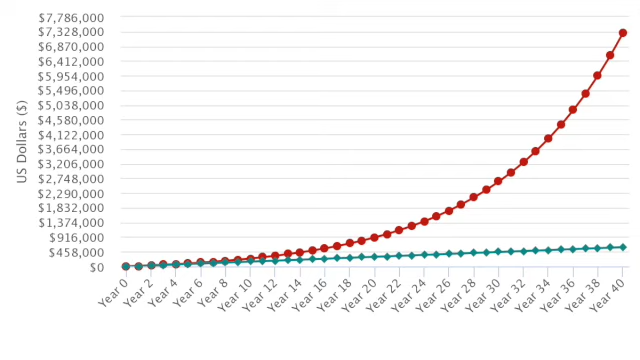 $7,786,000
$7,328,000
$6,870,000
$6,412,000
$5,954,000
$5,496,000
$5,038,000
$4,580,000
$4,122,000
$3,664,000
$3,206,000
$2,748,000
$2,290,000
$1,832,000
$1,374,000
$916,000
$458,000
$0
US Dollars ($)
Year 0
Year 2
Year 4
Year 6
Year 8
Year 10
Year 12
Year 14
Year 16
Year 18
Year 20
Year 22
Year 24
Year 26
Year 28
Year 30
Year 32
Year 34
Year 36
Year 38
Year 40